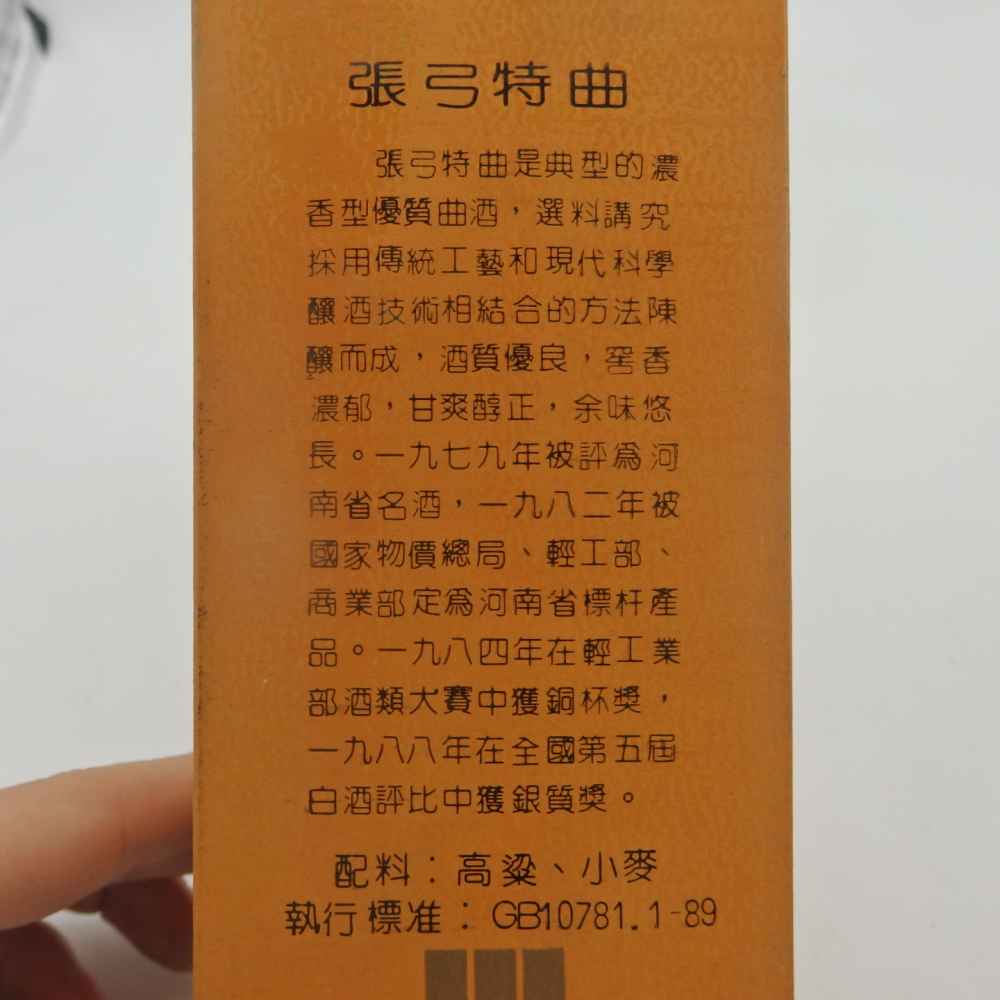 張弓特曲
張弓特曲是典型的濃
香型優質曲酒，選料講究
採用傳統工藝和現代科學
釀酒技術相結合的方法陳
釀而成，酒質優良，窖香
濃郁，甘爽醇正，余味悠
長。一九七九年被評爲河
南省名酒，一九八二年被
國家物價總局、輕工部、
商業部定爲河南省標杆產
品。一九八四年在輕工業
部酒類大賽中獲銅杯獎，
一九八八年在全國第五屆
白酒評比中獲銀質獎。
配料：高粱、小麥
執行標准：GB10781.1-89